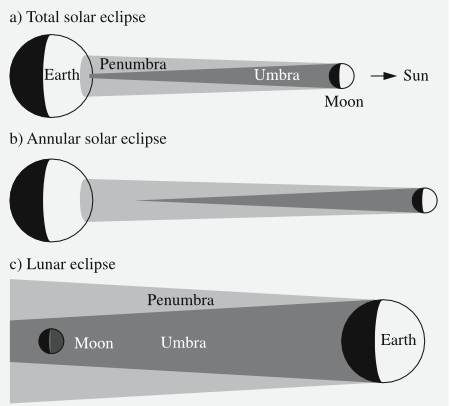 a) Total solar eclipse
Penumbra
Earth
Umbra
Sun
Moon
b) Annular solar eclipse
c) Lunar eclipse
Penumbra
Moon
Umbra
Earth